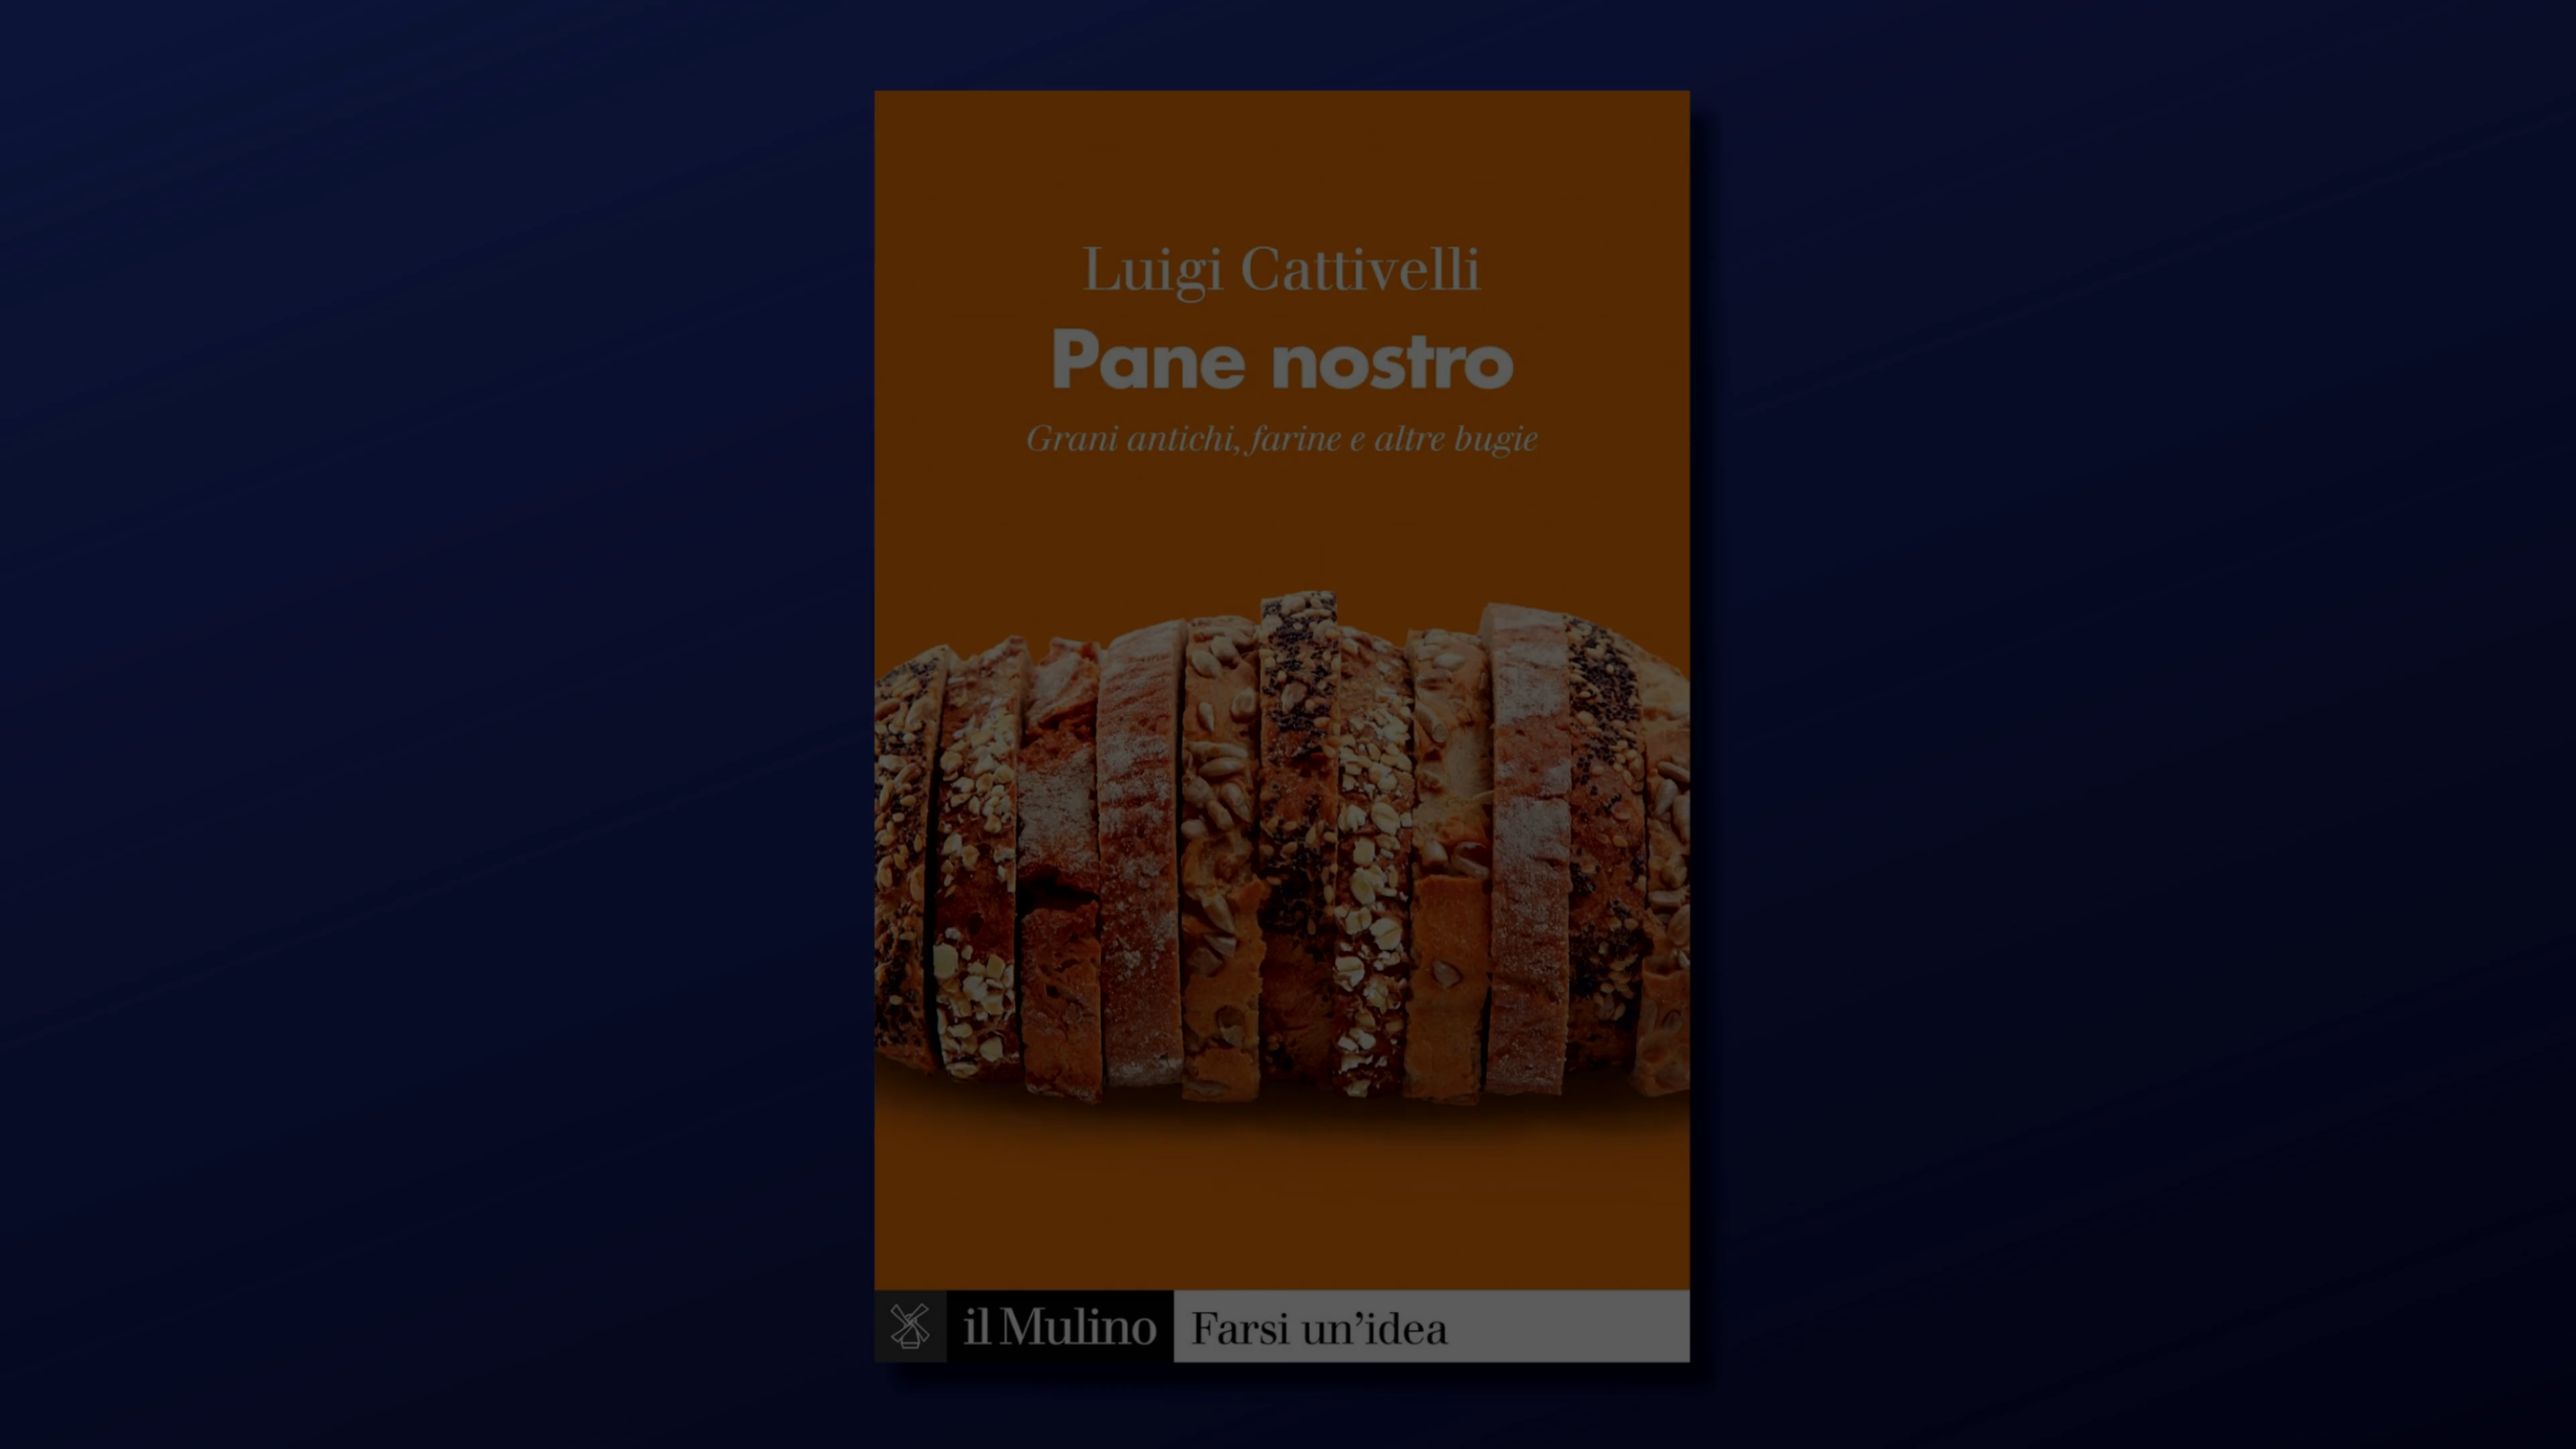 Luigi Cattivelli
Pane nostro
Grani antichi, farine e altre bugie
il Mulino Farsi un'idea